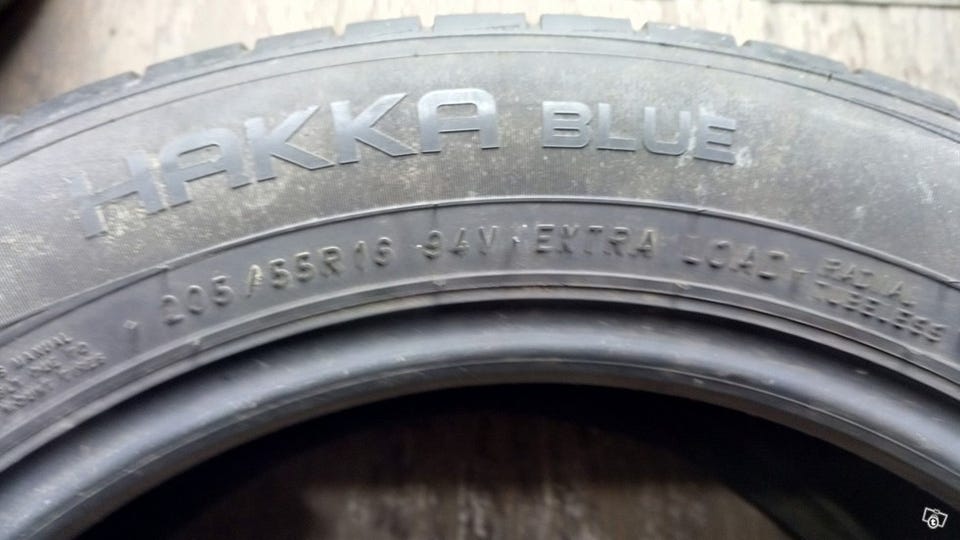 HAKKA BLUE
205/55R16 94V EXTRA LOAD RADIAL
TUBELESS